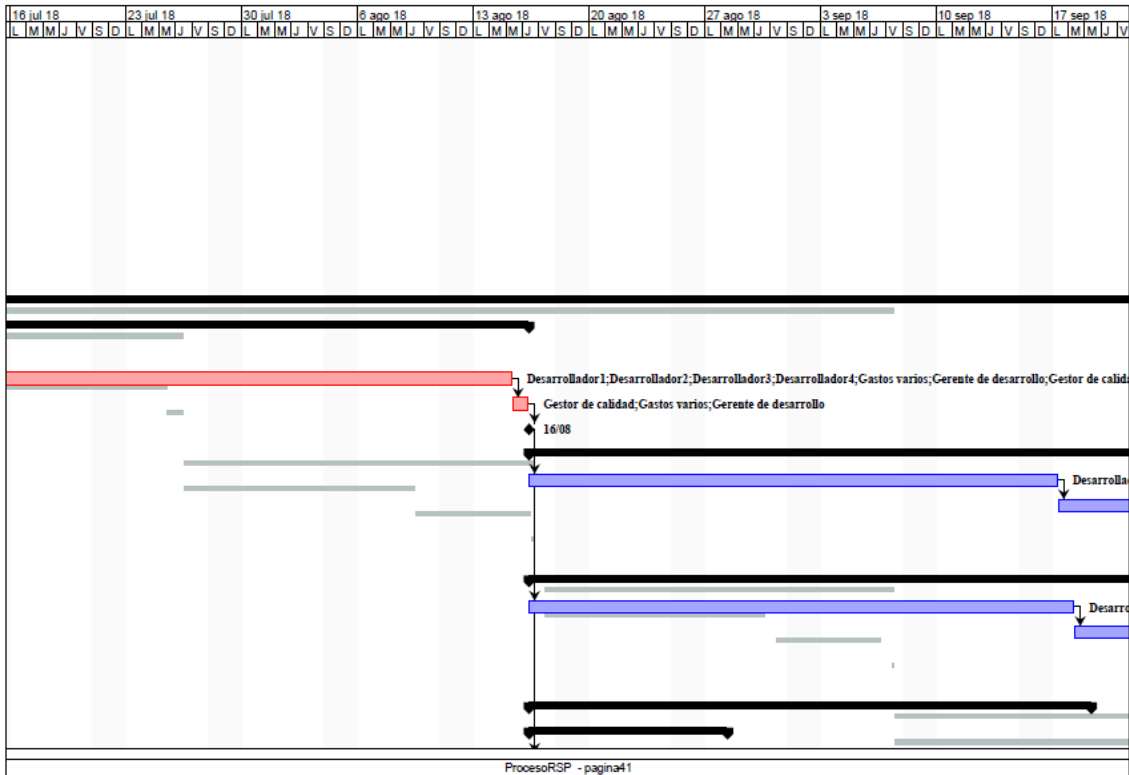 16 jul 18 23 jul 18 30 jul 18 6 ago 18 13 ago 18 20 ago 18 27 ago 18 3 sep 18 10 sep 18 17 sep 18
L M M J V S D L M M J V S D L M M J V S D L M M J V S D L M M J V S D L M M J V S D L M M J V S D L M M J V S D L M M J V S D L M M J V
Desarrollador1;Desarrollador2;Desarrollador3;Desarrollador4;Gastos varios;Gerente de desarrollo;Gestor de calida
Gestor de calidad;Gastos varios;Gerente de desarrollo
16/08
Desarrolla
Desarro
ProcesoRSP - pagina41